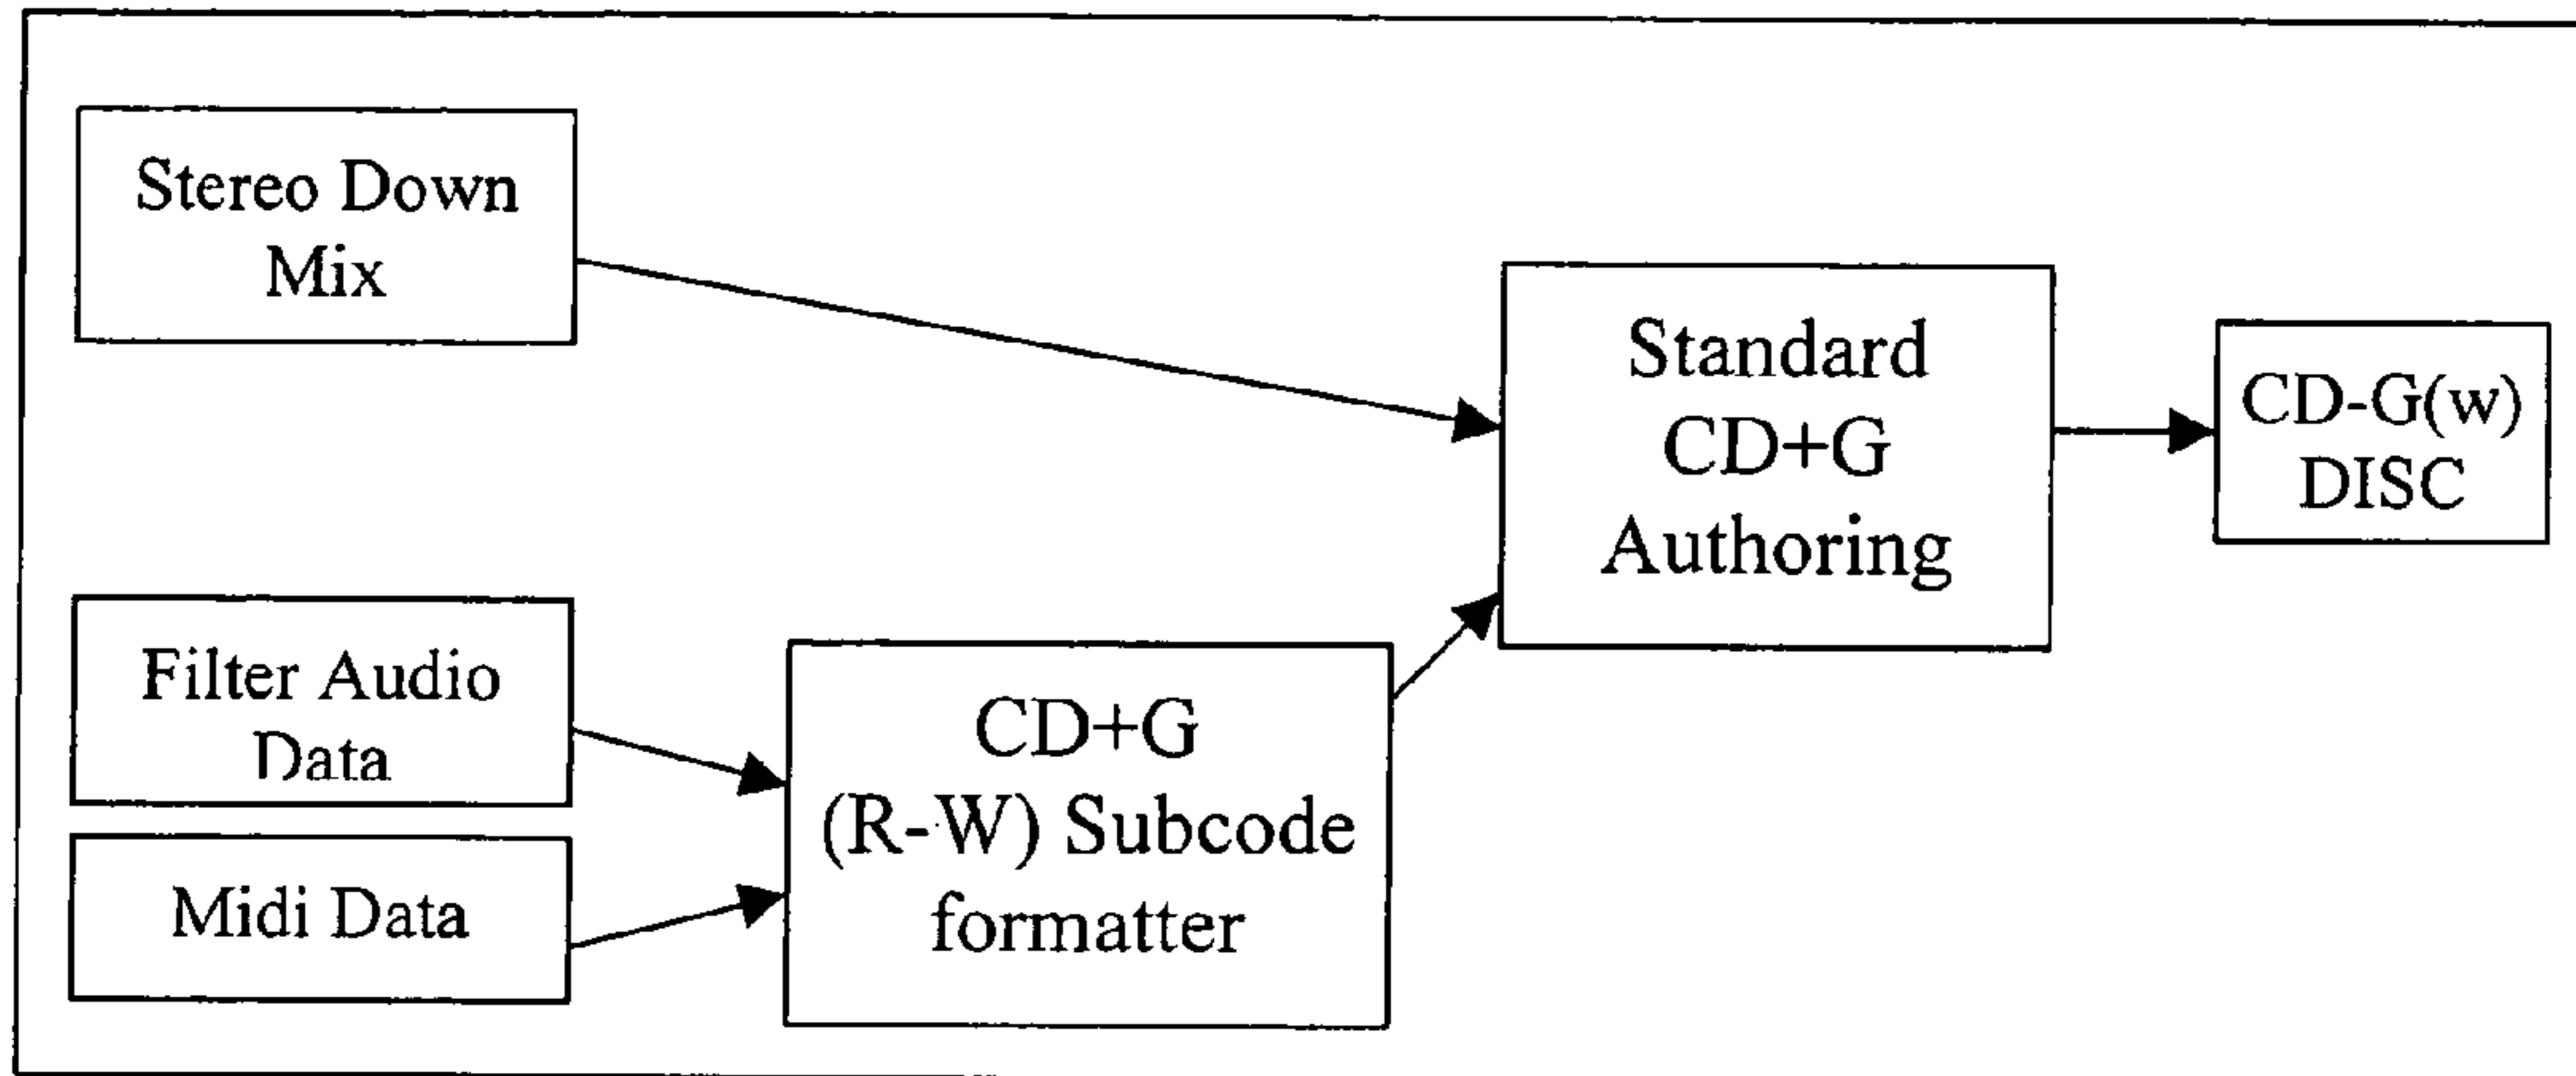 Stereo Down
Mix
Standard
CD+G
Authoring
CD-G(w)
DISC
Filter Audio
Data
CD+G
(R-W) Subcode
formatter
Midi Data